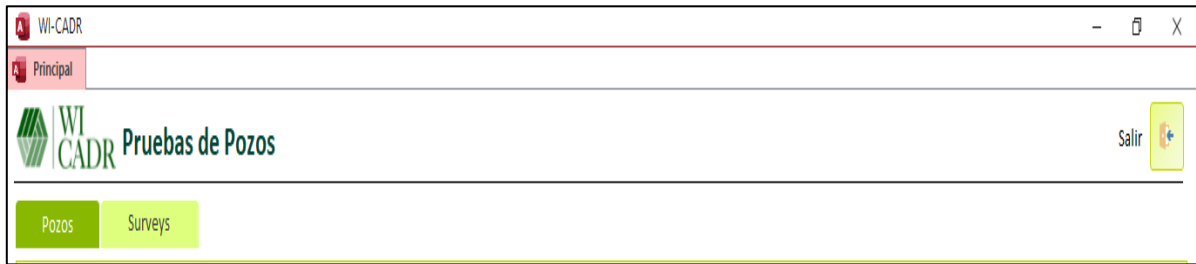 WI-CADR
Principal
WI
CADR
Pruebas de Pozos
Salir
Pozos
Surveys